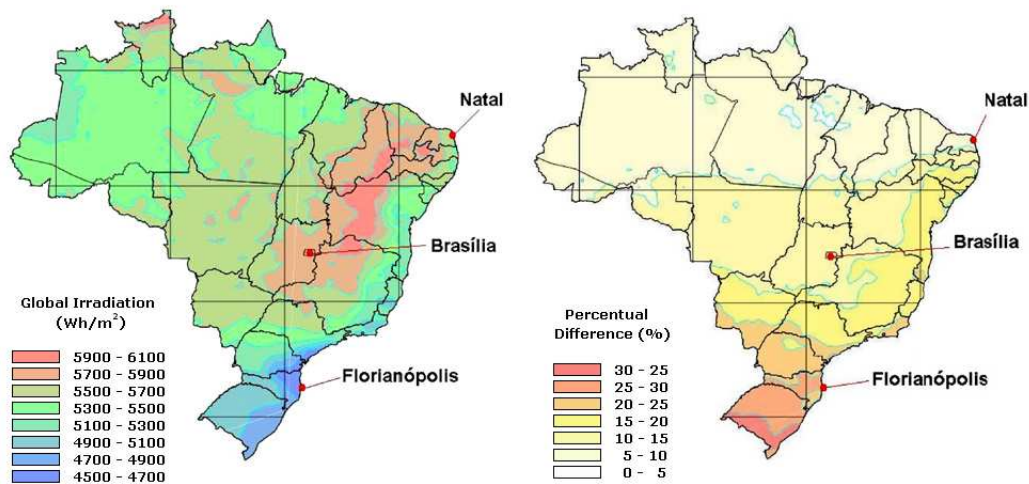 Natal
Brasília
Florianópolis
Global Irradiation
(Wh/m²)
5900 - 6100
5700 - 5900
5500 - 5700
5300 - 5500
5100 - 5300
4900 - 5100
4700 - 4900
4500 - 4700
Natal
Brasília
Florianópolis
Percentual
Difference (%)
30 - 25
25 - 30
20 - 25
15 - 20
10 - 15
5 - 10
0 - 5